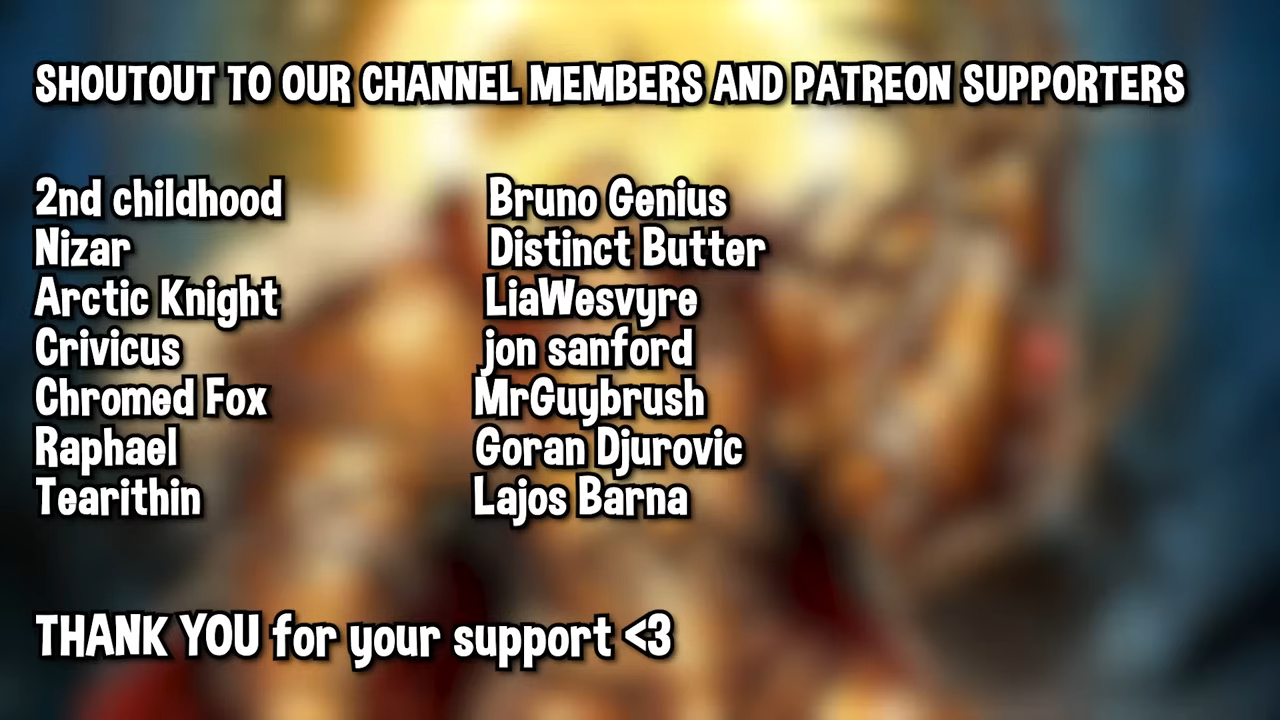 SHOUTOUT TO OUR CHANNEL MEMBERS AND PATREON SUPPORTERS
2nd childhood
Nizar
Arctic Knight
Crivicus
Chromed Fox
Raphael
Tearithin
Bruno Genius
Distinct Butter
LiaWesvyre
jon sanford
MrGuybrush
Goran Djurovic
Lajos Barna
THANK YOU for your support <3